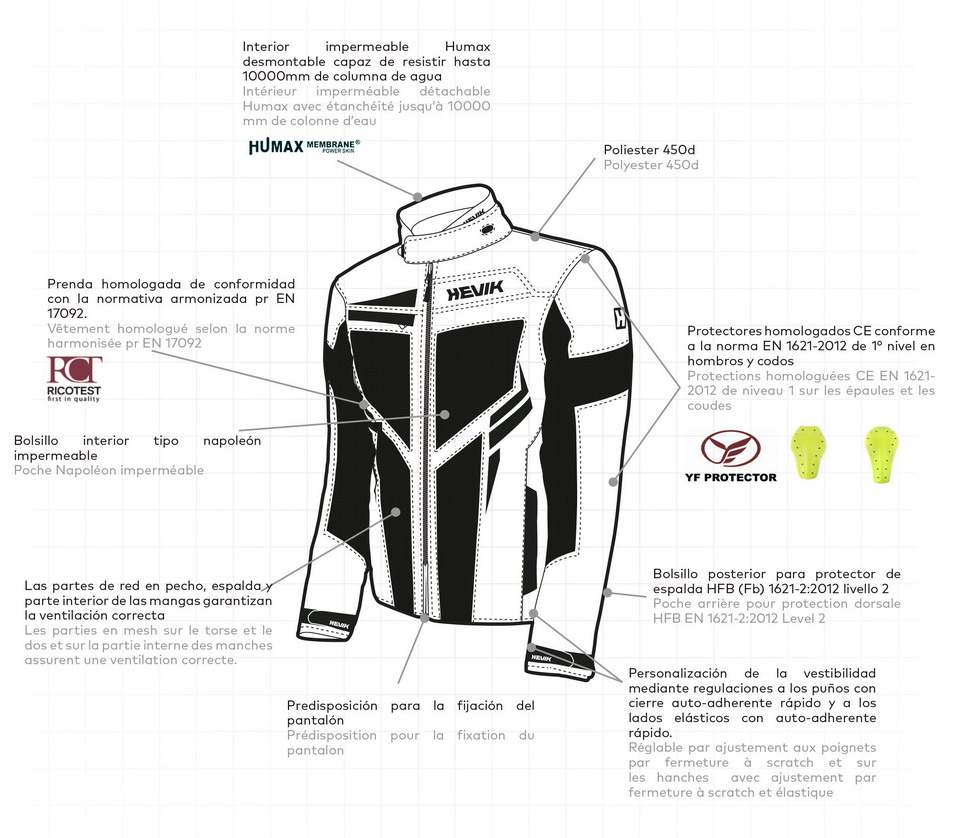 Interior impermeable Humax
desmontable capaz de resistir hasta
10000mm de columna de agua
Intérieur imperméable détachable
Humax avec étanchéité jusqu'à 10000
mm de colonne d'eau
HUMAX MEMBRANE®
POWER SKIN
Poliester 450d
Polyester 450d
HEVIK
HEVIK
H
Prenda homologada de conformidad
con la normativa armonizada pr EN
17092.
Vêtement homologué selon la norme
harmonisée pr EN 17092
RCT
RICOTEST
first in quality
Protectores homologados CE conforme
a la norma EN 1621-2012 de 1° nivel en
hombros y codos
Protections homologuées CE EN 1621-
2012 de niveau 1 sur les épaules et les
coudes
YF PROTECTOR
Bolsillo interior tipo napoleón
impermeable
Poche Napoléon imperméable
Las partes de red en pecho, espalda y
parte interior de las mangas garantizan
la ventilación correcta
Les parties en mesh sur le torse et le
dos et sur la partie interne des manches
assurent une ventilation correcte.
Bolsillo posterior para protector de
espalda HFB (Fb) 1621-2:2012 livello 2
Poche arrière pour protection dorsale
HFB EN 1621-2:2012 Level 2
HEVIK
HEVIK
Predisposición para la fijación del
pantalón
Prédisposition pour la fixation du
pantalon
Personalización de la vestibilidad
mediante regulaciones a los puños con
cierre auto-adherente rápido y a los
lados elásticos con auto-adherente
rápido.
Réglable par ajustement aux poignets
par fermeture à scratch et sur
les hanches avec ajustement par
fermeture à scratch et élastique